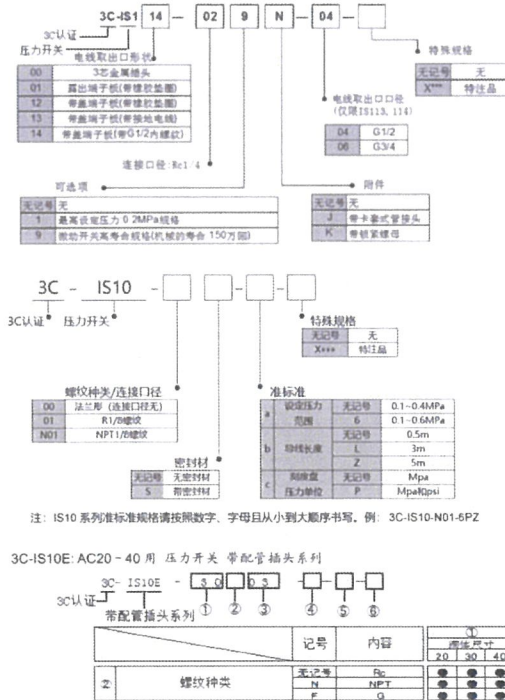 3C-IS1 14 — 02 9 N — 04 —
3C认证
压力开关
电线取出口形状
00 3芯金属插头
01 露出端子板(带橡胶垫圈)
12 带盖端子板(带橡胶垫圈)
13 带盖端子板(带接地电线)
14 带盖端子板(带G1/2内螺纹)
特殊规格
无记号 无
X*** 特注品
电线取出口口径
(仅限IS113、114)
04 G1/2
06 G3/4
连接口径:Rc1/4
可选项
无记号 无
1 最高设定压力0.2MPa规格
9 微动开关高寿命规格(机械的寿命 150万回)
附件
无记号 无
J 带卡套式管接头
K 带锁紧螺母
3C - IS10 - - -
3C认证 压力开关
特殊规格
无记号 无
X*** 特注品
螺纹种类/连接口径
00 法兰形 (连接口径无)
01 R1/8螺纹
N01 NPT1/8螺纹
密封材
无记号 无密封材
S 带密封材
准标准
a 设定压力范围 无记号 0.1~0.4MPa
6 0.1~0.6MPa
b 导线长度 无记号 0.5m
L 3m
Z 5m
c 刻度盘压力单位 无记号 Mpa
P Mpa和psi
注: IS10 系列准标准规格请按照数字、字母且从小到大顺序书写。例: 3C-IS10-N01-6PZ
3C-IS10E: AC20-40用 压力开关 带配管插头系列
3C- IS10E - 30 03 - - -
3C认证
带配管插头系列 ① ② ③ ④ ⑤ ⑥
记号 内容 ①
阀体尺寸
20 30 40
② 螺纹种类 无记号 Rc ● ● ●
N NPT ● ● ●
F G ● ● ●